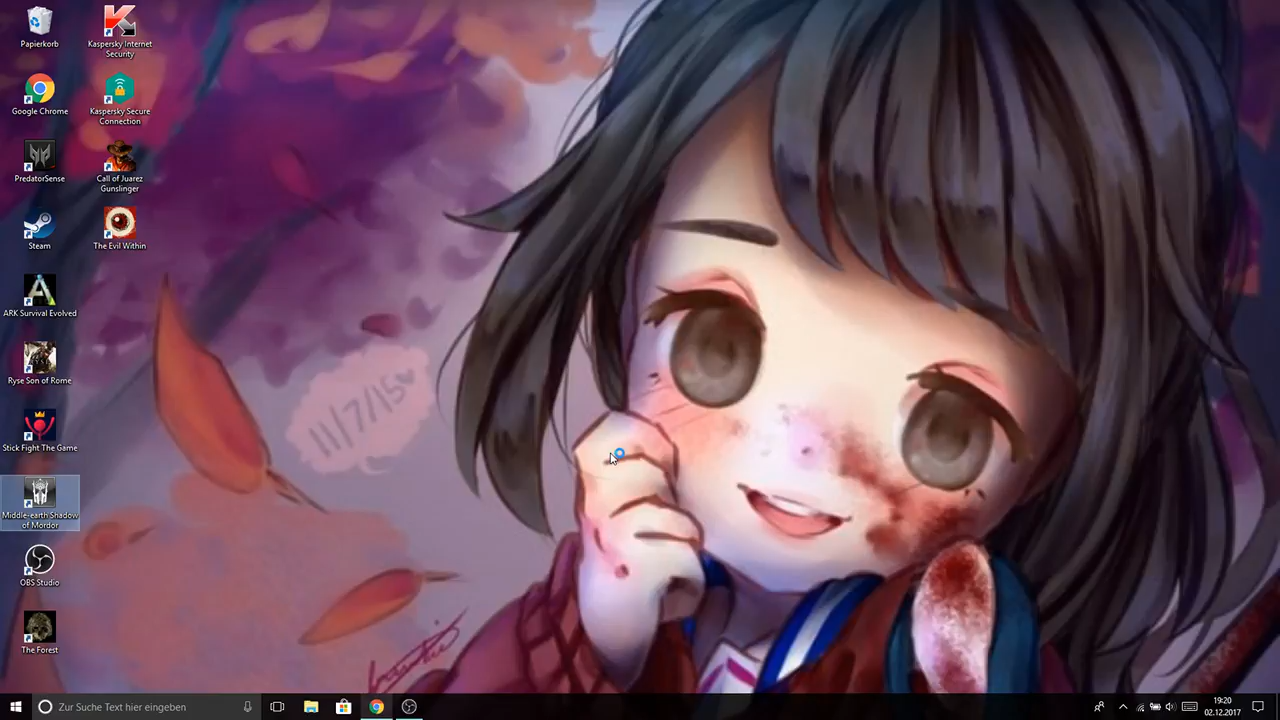 Papierkorb
Kaspersky Internet
Security
Google Chrome
Kaspersky Secure
Connection
PredatorSense
Call of Juarez
Gunslinger
Steam
The Evil Within
ARK Survival Evolved
Ryse Son of Rome
Stick Fight The Game
Middle-earth Shadow
of Mordor
OBS Studio
The Forest
11/7/15♥
Zur Suche Text hier eingeben
19:20
02.12.2017